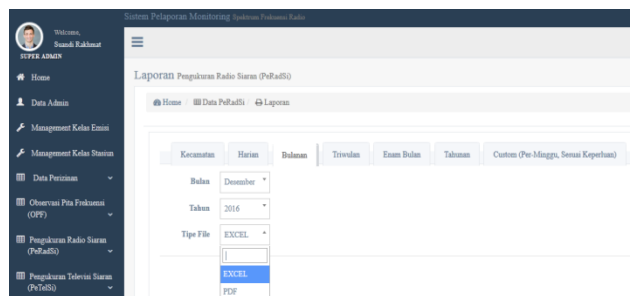 Sistem Pelaporan Monitoring Spektrum Frekuensi Radio
Welcome,
Suandi Rakhmat
SUPER ADMIN
Home
Data Admin
Management Kelas Emisi
Management Kelas Stasiun
Data Perizinan
Observasi Pita Frekuensi
(OPF)
Pengukuran Radio Siaran
(PeRadSi)
Pengukuran Televisi Siaran
(PeTelSi)
Laporan Pengukuran Radio Siaran (PeRadSi)
Home / Data PeRadSi / Laporan
Kecamatan Harian Bulanan Triwulan Enam Bulan Tahunan Custom (Per-Minggu, Sesuai Keperluan)
Bulan Desember
Tahun 2016
Tipe File EXCEL
EXCEL
PDF